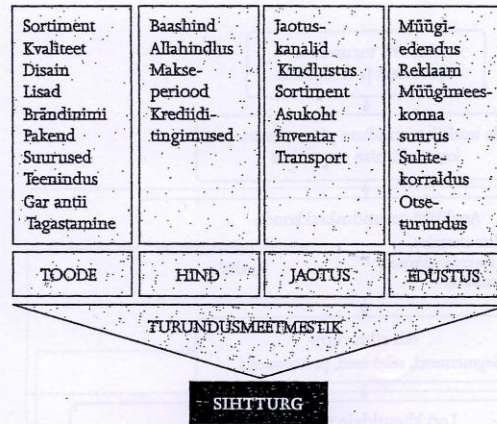 Sortiment
Kvaliteet
Disain
Lisad
Brändinimi
Pakend
Suurused
Teenindus
Garantii
Tagastamine
TOODE
Baashind
Allahindlus
Makse-
periood
Krediidi-
tingimused
HIND
Jaotus-
kanalid
Kindlustus
Sortiment
Asukoht
Inventar
Transport
JAOTUS
Müügi-
edendus
Reklaam
Müügimees-
konna
suurus
Suhte-
korraldus
Otse-
turundus
EDUSTUS
TURUNDUSMEETMESTIK
SIHTTURG